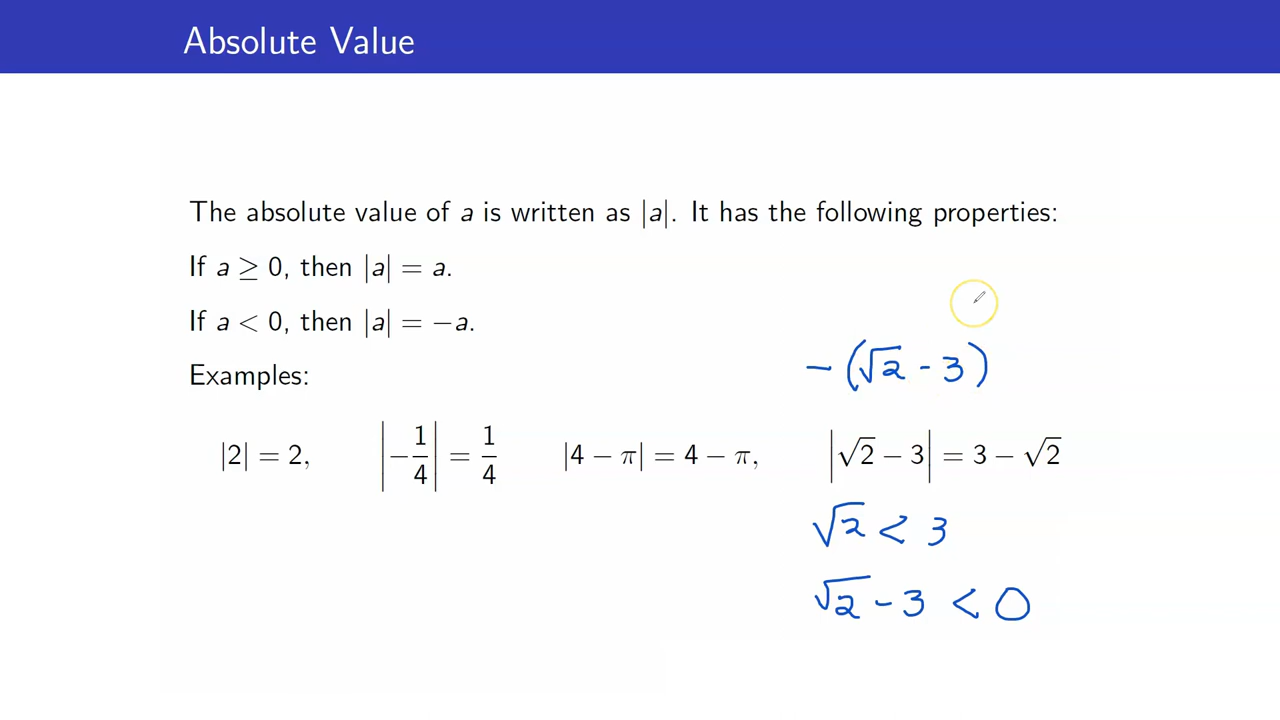 Absolute Value
The absolute value of a is written as |a|. It has the following properties:
If a ≥ 0, then |a| = a.
If a < 0, then |a| = −a.
Examples:
− (√2 - 3)
|2| = 2, |−1/4| = 1/4 |4 − π| = 4 − π, |√2 − 3| = 3 − √2
√2 < 3
√2 - 3 < 0